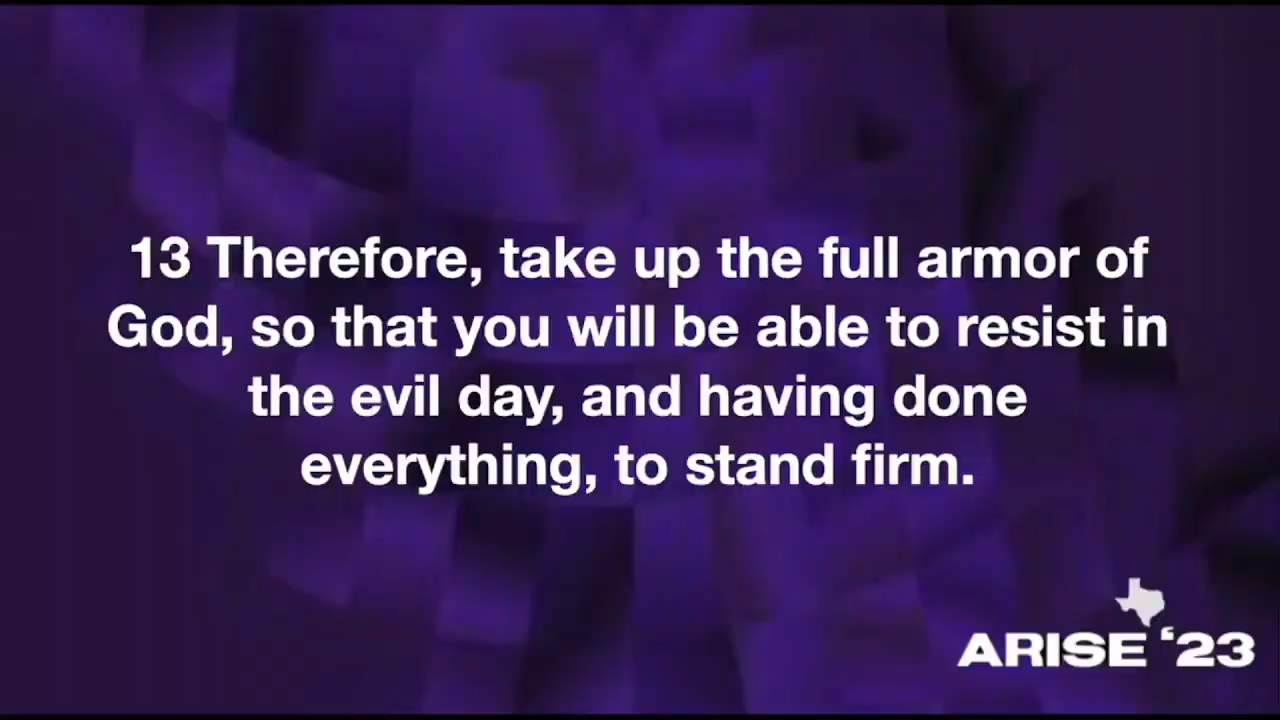 13 Therefore, take up the full armor of
God, so that you will be able to resist in
the evil day, and having done
everything, to stand firm.
ARISE ‘23